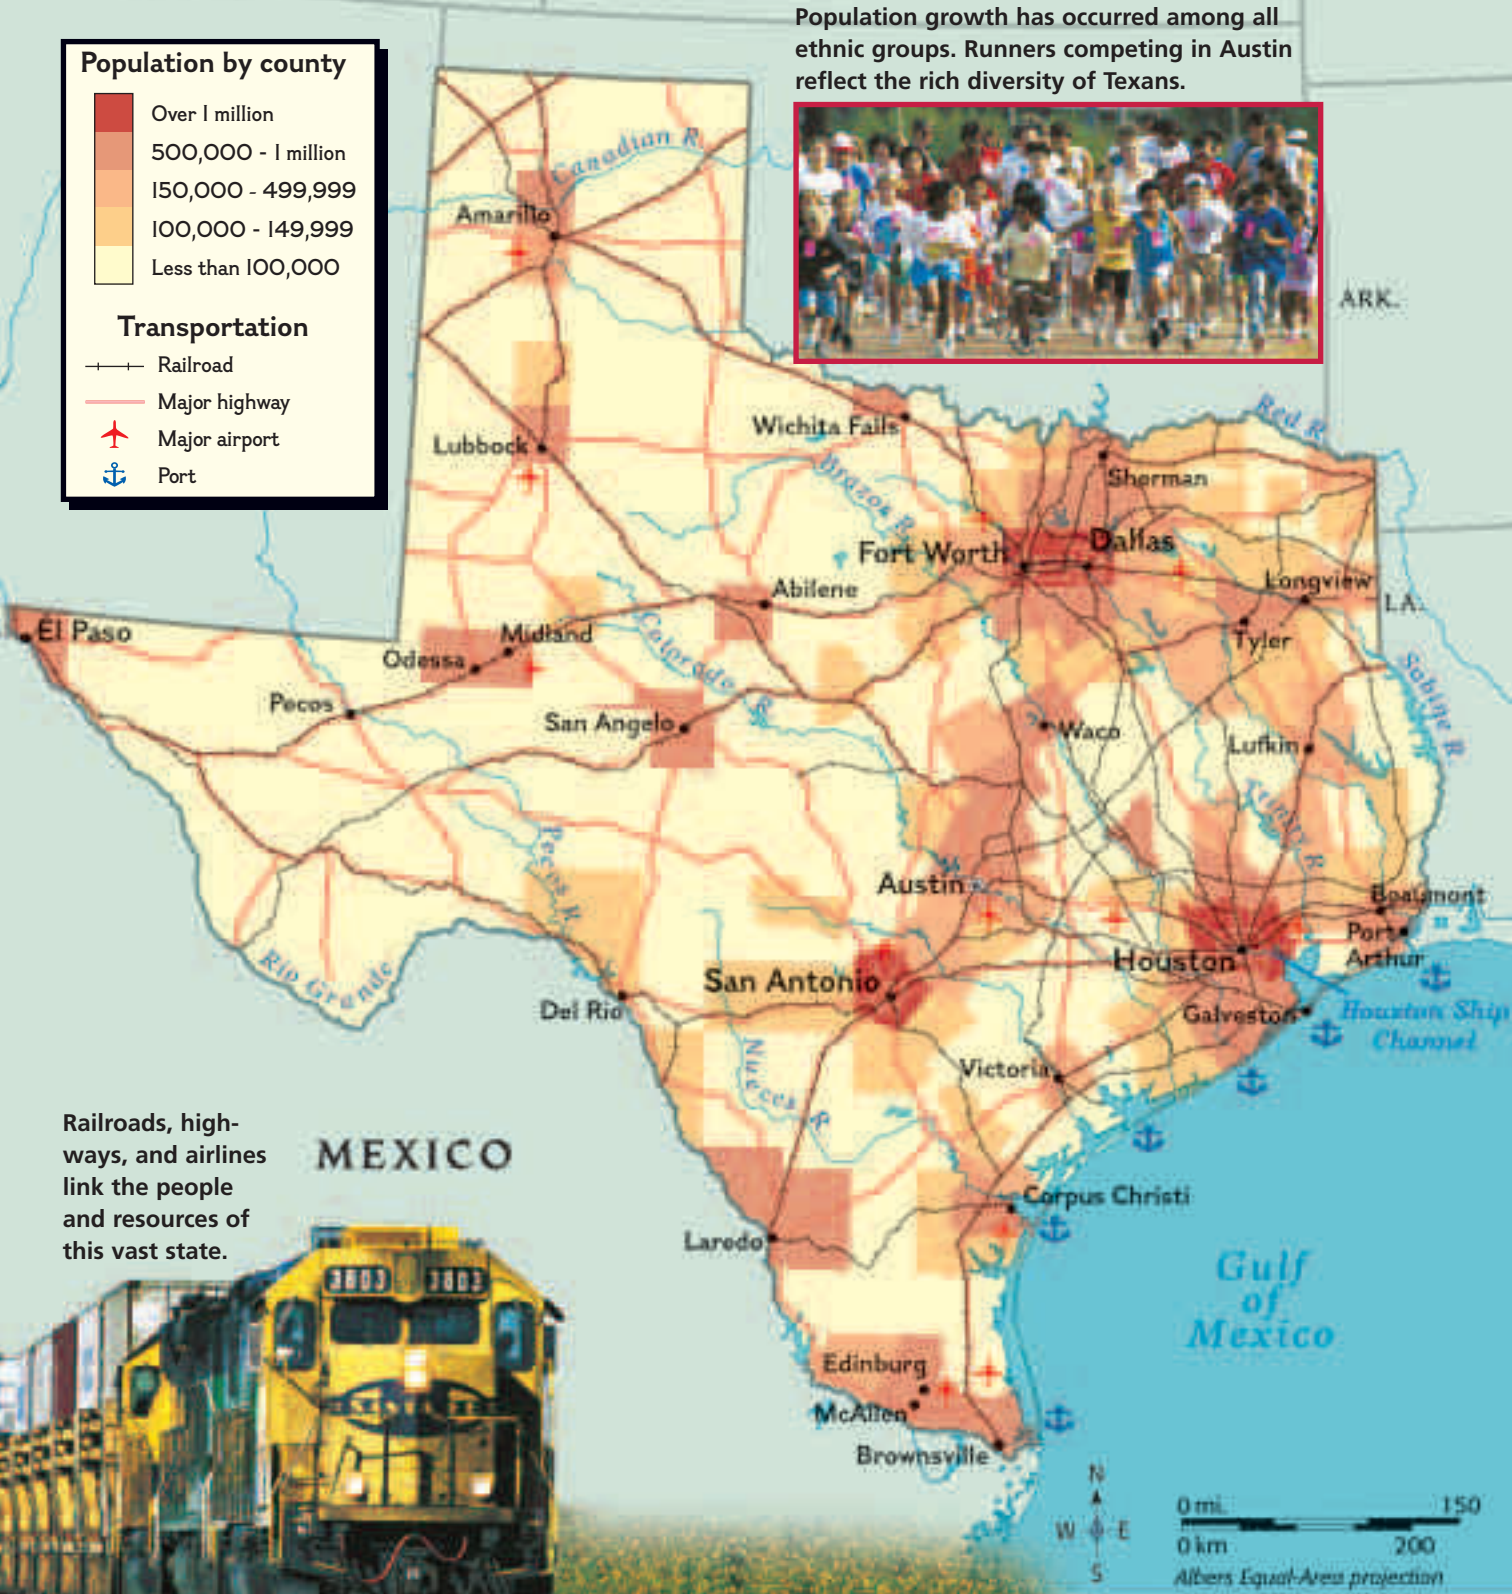 Population growth has occurred among all
ethnic groups. Runners competing in Austin
reflect the rich diversity of Texans.
Population by county
Over 1 million
500,000 - 1 million
150,000 - 499,999
100,000 - 149,999
Less than 100,000
Transportation
Railroad
Major highway
Major airport
Port
Canadian R.
Amarillo
ARK.
Red R.
Wichita Falls
Lubbock
Brazos R.
Sherman
Fort Worth
Dallas
Abilene
Longview
LA.
El Paso
Midland
Odessa
Colorado R.
Tyler
Sabine R.
Pecos
San Angelo
Waco
Lufkin
Trinity R.
Pecos R.
Austin
Beaumont
Port
Arthur
Houston
Rio Grande
San Antonio
Del Rio
Galveston
Houston Ship
Channel
Nueces R.
Victoria
Railroads, high-
ways, and airlines
link the people
and resources of
this vast state.
MEXICO
Corpus Christi
Laredo
Gulf
of
Mexico
3803
3803
Edinburg
McAllen
Brownsville
N
W E
S
0 mi. 150
0 km 200
Albers Equal-Area projection